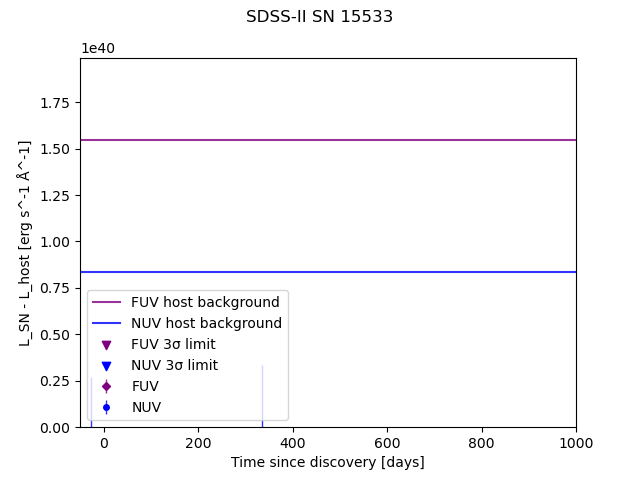 SDSS-II SN 15533
1e40
L_SN - L_host [erg s^-1 Å^-1]
1.75
1.50
1.25
1.00
0.75
0.50
0.25
0.00
FUV host background
NUV host background
FUV 3σ limit
NUV 3σ limit
FUV
NUV
0 200 400 600 800 1000
Time since discovery [days]